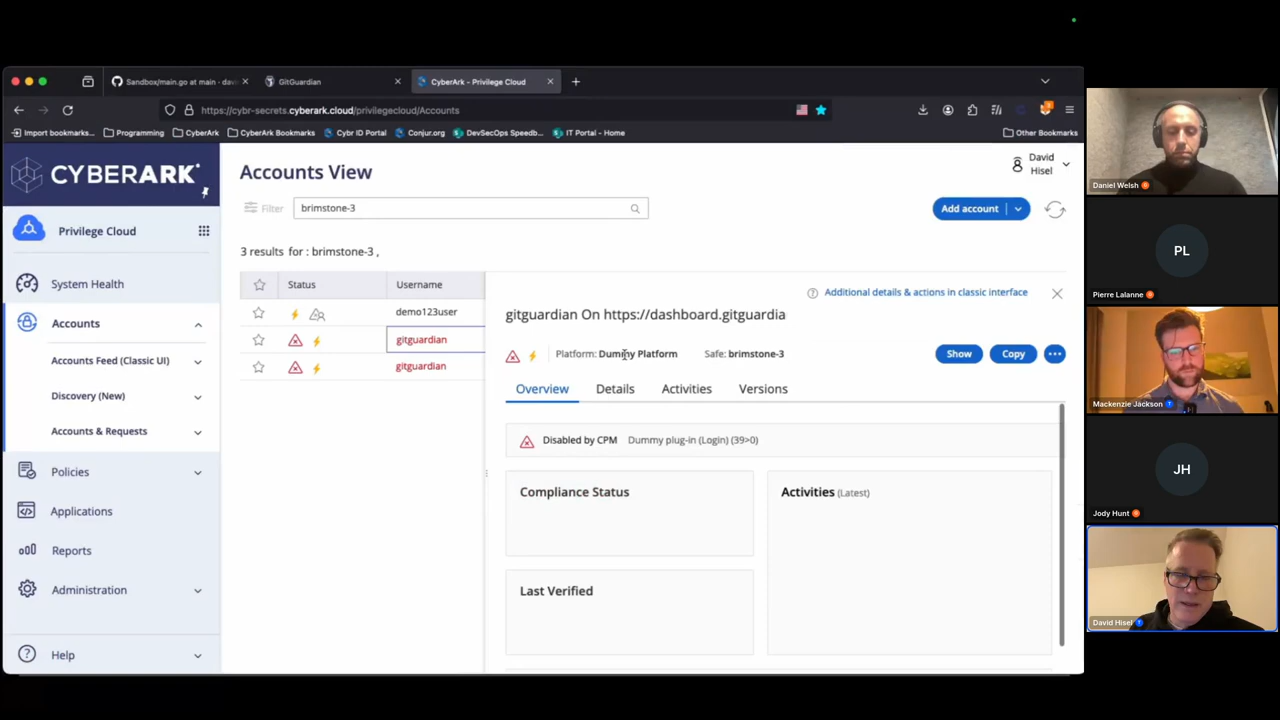 Sandbox/main.go at main · davi
GitGuardian
CyberArk - Privilege Cloud
https://cybr-secrets.cyberark.cloud/privilegecloud/Accounts
Import bookmarks...
Programming
CyberArk
CyberArk Bookmarks
Cybr ID Portal
Conjur.org
DevSecOps Speedb...
IT Portal - Home
Other Bookmarks
CYBERARK
Privilege Cloud
System Health
Accounts
Accounts Feed (Classic UI)
Discovery (New)
Accounts & Requests
Policies
Applications
Reports
Administration
Help
Accounts View
David
Hisel
Filter
brimstone-3
Add account
3 results for : brimstone-3 ,
Status
Username
demo123user
gitguardian
gitguardian
Additional details & actions in classic interface
gitguardian On https://dashboard.gitguardia
Platform: Dummy Platform
Safe: brimstone-3
Show
Copy
Overview
Details
Activities
Versions
Disabled by CPM
Dummy plug-in (Login) (39>0)
Compliance Status
Activities (Latest)
Last Verified
Daniel Welsh
PL
Pierre Lalanne
Mackenzie Jackson
JH
Jody Hunt
David Hisel